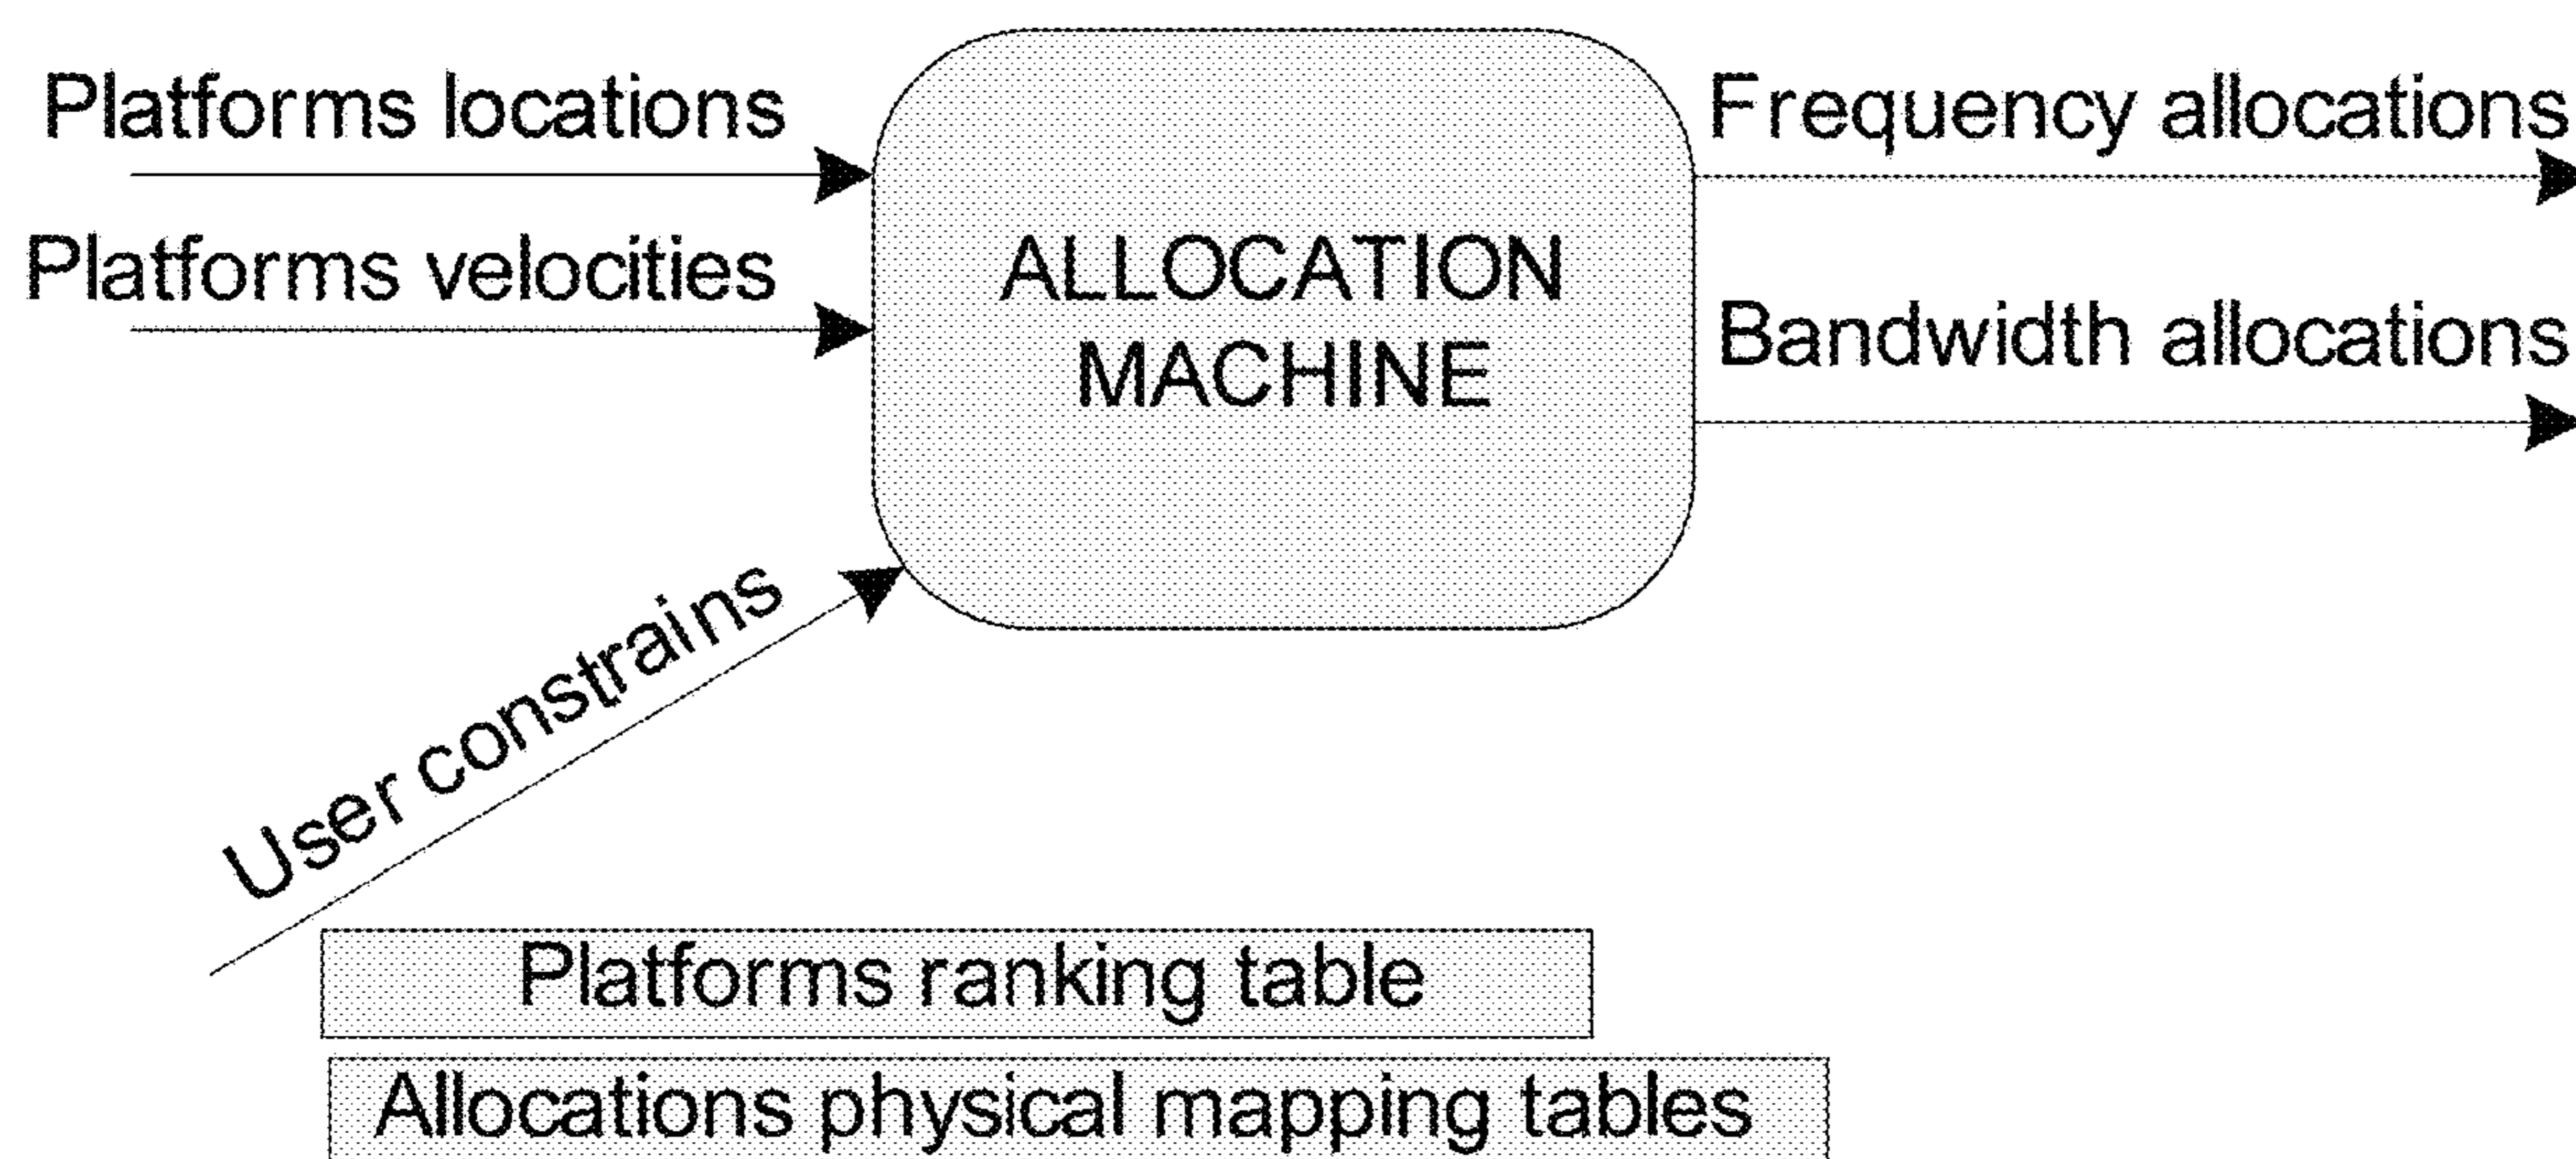 Platforms locations
Platforms velocities
ALLOCATION
MACHINE
Frequency allocations
Bandwidth allocations
User constrains
Platforms ranking table
Allocations physical mapping tables